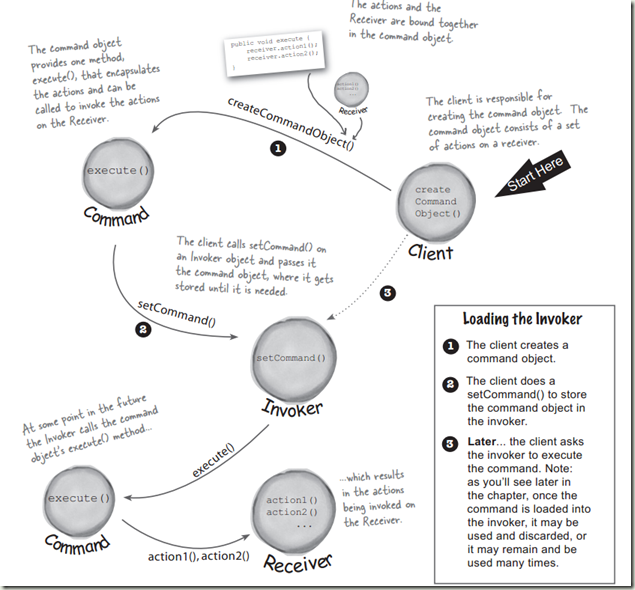 The actions and the
Receiver are bound together
in the command object.
public void execute {
receiver.action1();
receiver.action2();
}
The command object
provides one method,
execute(), that encapsulates
the actions and can be
called to invoke the actions
on the Receiver.
Receiver
The client is responsible for
creating the command object. The
command object consists of a set
of actions on a receiver.
createCommandObject()
1
Start Here
execute()
Command
create
Command
Object()
Client
The client calls setCommand() on
an Invoker object and passes it
the command object, where it gets
stored until it is needed.
3
setCommand()
2
setCommand()
Invoker
Loading the Invoker
1 The client creates a
command object.
2 The client does a
setCommand() to store
the command object in
the invoker.
3 Later... the client asks
the invoker to execute
the command. Note:
as you'll see later in
the chapter, once the
command is loaded into
the invoker, it may be
used and discarded, or
it may remain and be
used many times.
At some point in the future
the Invoker calls the command
object's execute() method...
execute()
execute()
Command
action1(), action2()
action1()
action2()
...
Receiver
...which results
in the actions
being invoked on
the Receiver.